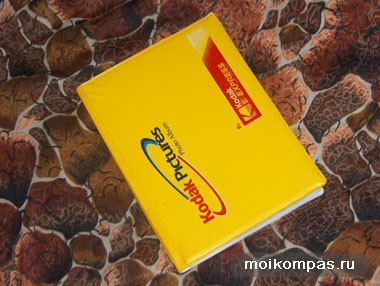 Kodak
EXPRESS
Kodak Pictures
Photo Album
moikompas.ru